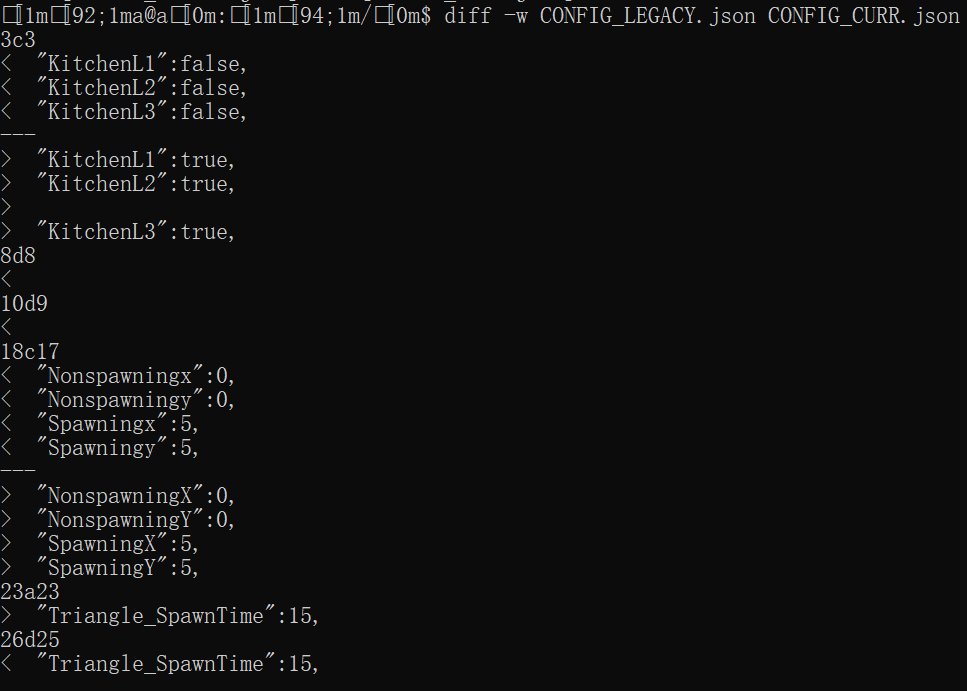 □[1m□[92;1ma@a□[0m:□[1m□[94;1m/□[0m$ diff -w CONFIG_LEGACY.json CONFIG_CURR.json
3c3
<  "KitchenL1":false,
<  "KitchenL2":false,
<  "KitchenL3":false,
---
>  "KitchenL1":true,
>  "KitchenL2":true,
>
>  "KitchenL3":true,
8d8
<
10d9
<
18c17
<  "Nonspawningx":0,
<  "Nonspawningy":0,
<  "Spawningx":5,
<  "Spawningy":5,
---
>  "NonspawningX":0,
>  "NonspawningY":0,
>  "SpawningX":5,
>  "SpawningY":5,
23a23
>  "Triangle_SpawnTime":15,
26d25
<  "Triangle_SpawnTime":15,